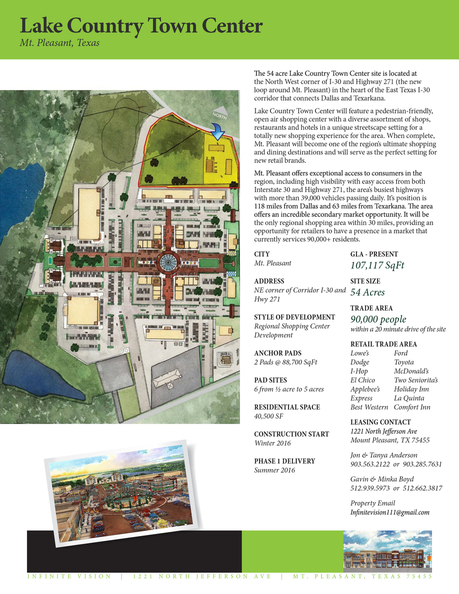 Lake Country Town Center
Mt. Pleasant, Texas
The 54 acre Lake Country Town Center site is located at
the North West corner of I-30 and Highway 271 (the new
loop around Mt. Pleasant) in the heart of the East Texas I-30
corridor that connects Dallas and Texarkana.
Lake Country Town Center will feature a pedestrian-friendly,
open air shopping center with a diverse assortment of shops,
restaurants and hotels in a unique streetscape setting for a
totally new shopping experience for the area. When complete,
Mt. Pleasant will become one of the region's ultimate shopping
and dining destinations and will serve as the perfect setting for
new retail brands.
Mt. Pleasant offers exceptional access to consumers in the
region, including high visibility with easy access from both
Interstate 30 and Highway 271, the area's busiest highways
with more than 39,000 vehicles passing daily. It's position is
118 miles from Dallas and 63 miles from Texarkana. The area
offers an incredible secondary market opportunity. It will be
the only regional shopping area within 30 miles, providing an
opportunity for retailers to have a presence in a market that
currently services 90,000+ residents.
CITY
Mt. Pleasant
ADDRESS
NE corner of Corridor I-30 and
Hwy 271
STYLE OF DEVELOPMENT
Regional Shopping Center
Development
ANCHOR PADS
2 Pads @ 88,700 SqFt
PAD SITES
6 from ½ acre to 5 acres
RESIDENTIAL SPACE
40,500 SF
CONSTRUCTION START
Winter 2016
PHASE 1 DELIVERY
Summer 2016
GLA - PRESENT
107,117 SqFt
SITE SIZE
54 Acres
TRADE AREA
90,000 people
within a 20 minute drive of the site
RETAIL TRADE AREA
Lowe's Ford
Dodge Toyota
I-Hop McDonald's
El Chico Two Senorita's
Applebee's Holiday Inn
Express La Quinta
Best Western Comfort Inn
LEASING CONTACT
1221 North Jefferson Ave
Mount Pleasant, TX 75455
Jon & Tanya Anderson
903.563.2122 or 903.285.7631
Gavin & Minka Boyd
512.939.5973 or 512.662.3817
Property Email
Infinitevision111@gmail.com
INFINITE VISION | 1221 NORTH JEFFERSON AVE | MT. PLEASANT, TEXAS 75455